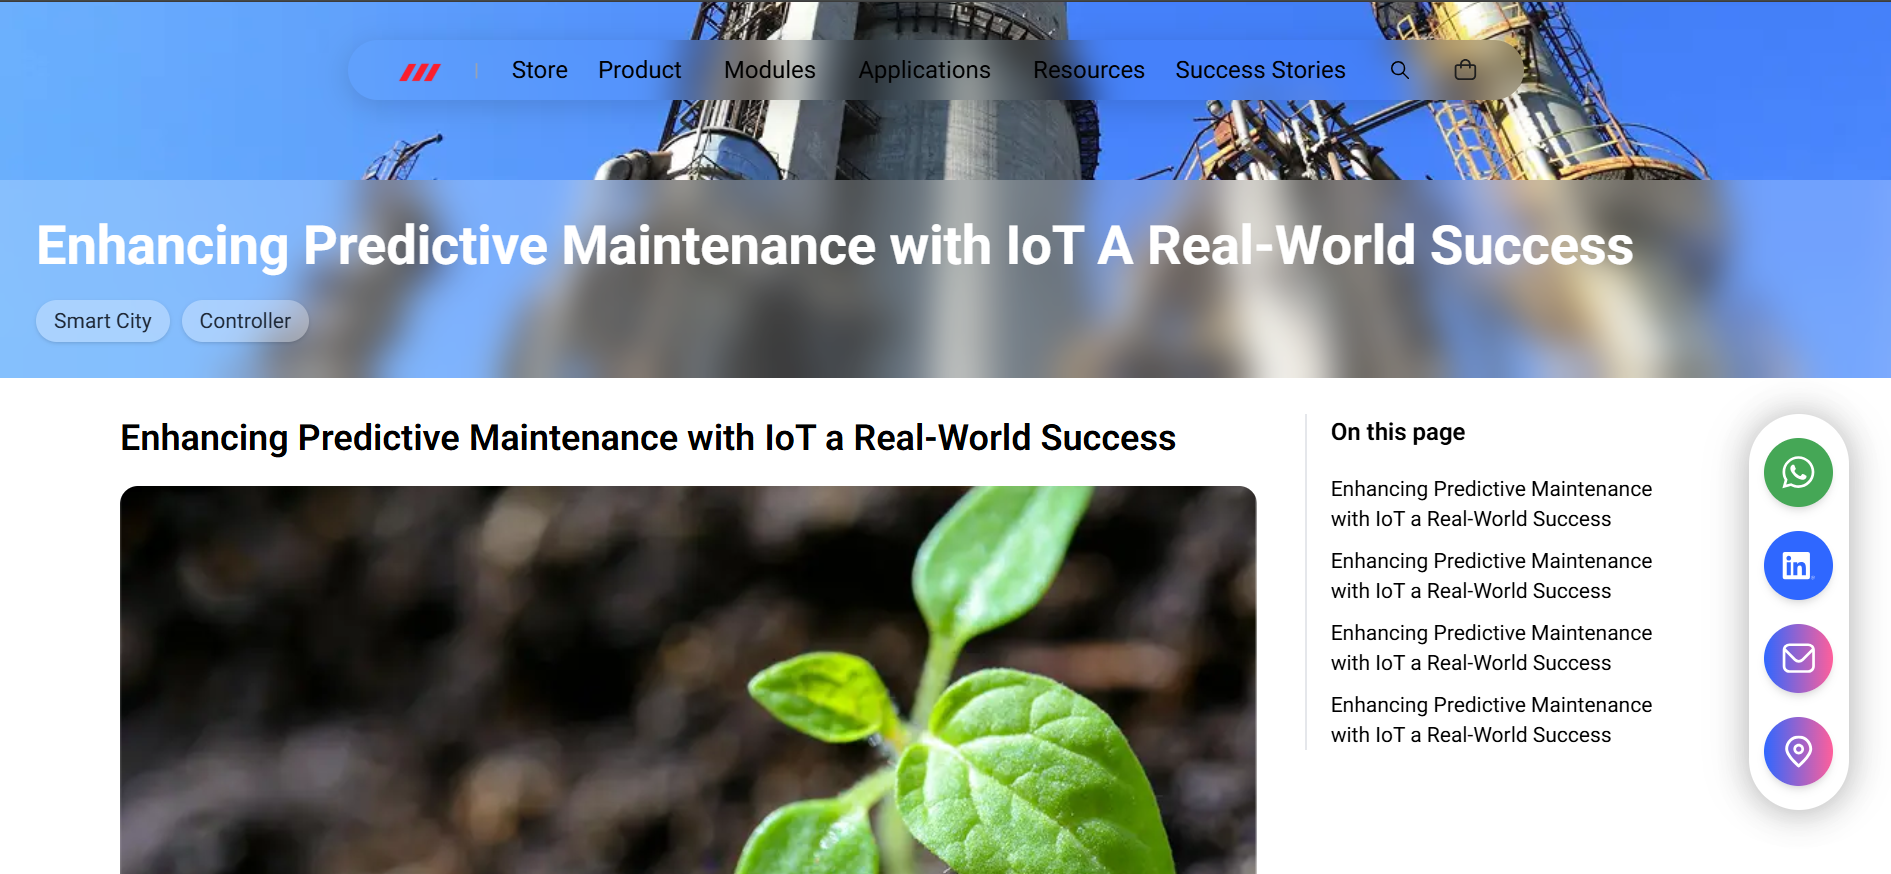 Store Product Modules Applications Resources Success Stories
Enhancing Predictive Maintenance with IoT A Real-World Success
Smart City Controller
Enhancing Predictive Maintenance with IoT a Real-World Success
On this page
Enhancing Predictive Maintenance
with IoT a Real-World Success
Enhancing Predictive Maintenance
with IoT a Real-World Success
Enhancing Predictive Maintenance
with IoT a Real-World Success
Enhancing Predictive Maintenance
with IoT a Real-World Success
in